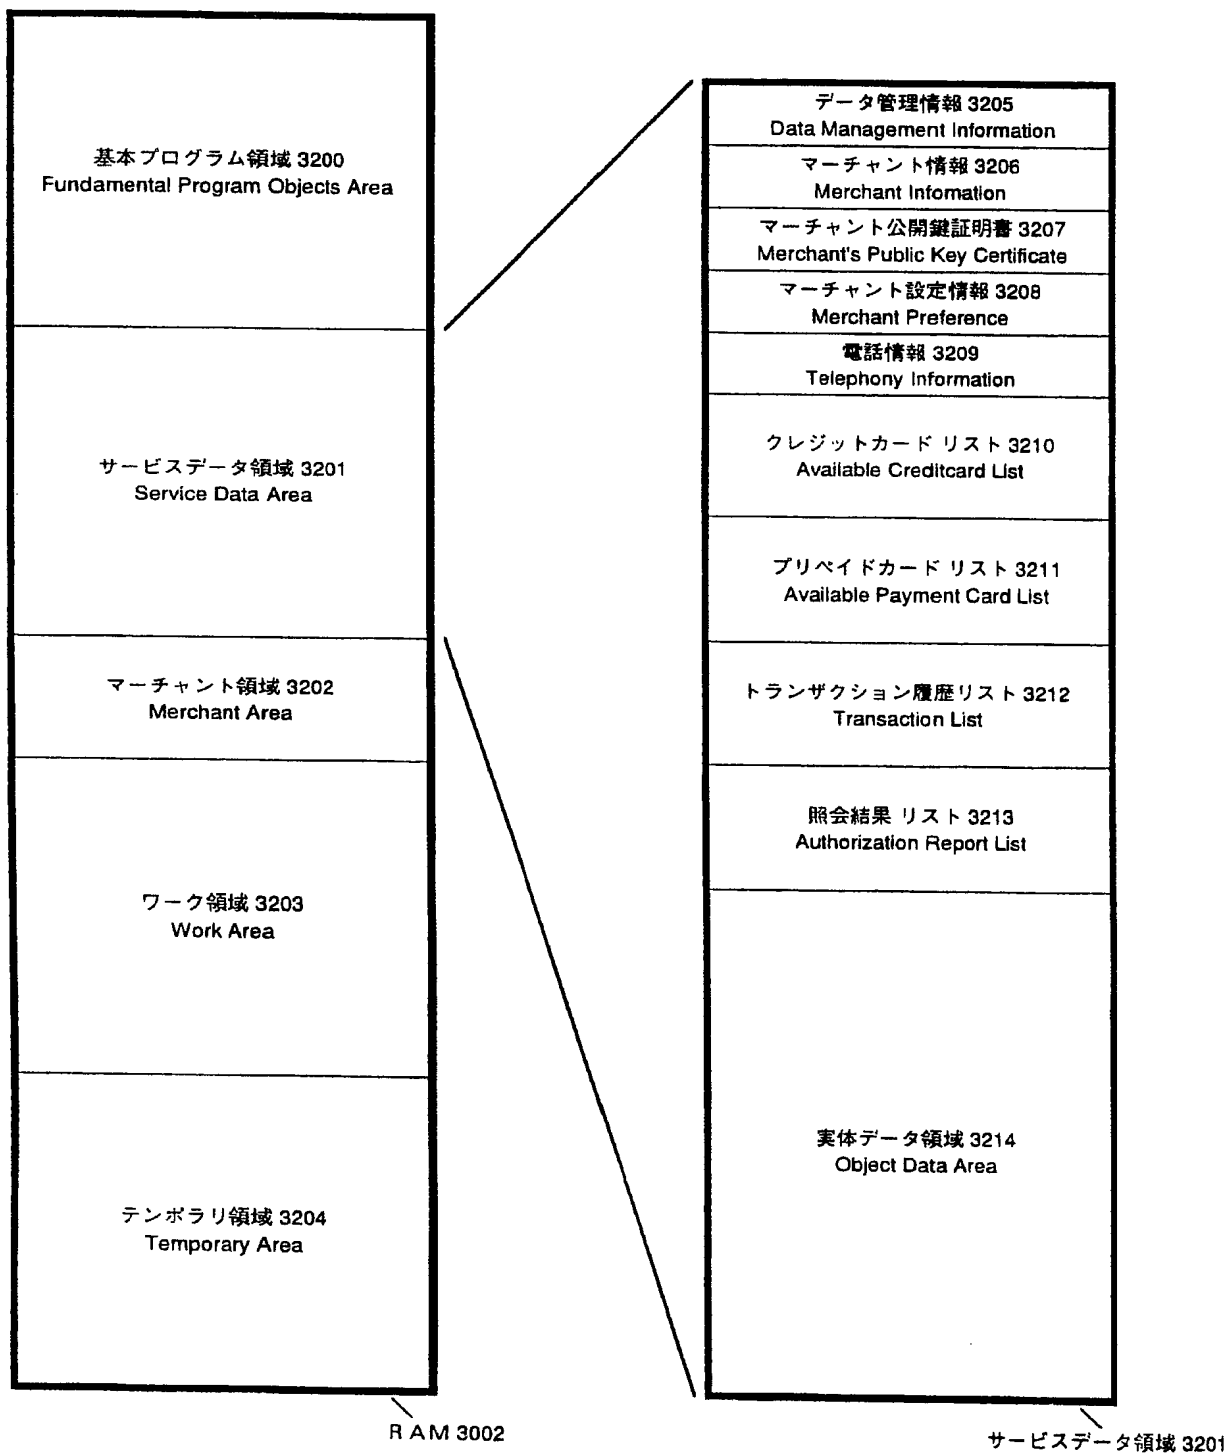 基本プログラム領域 3200
Fundamental Program Objects Area
サービスデータ領域 3201
Service Data Area
マーチャント領域 3202
Merchant Area
ワーク領域 3203
Work Area
テンポラリ領域 3204
Temporary Area
RAM 3002
データ管理情報 3205
Data Management Information
マーチャント情報 3206
Merchant Infomation
マーチャント公開鍵証明書 3207
Merchant's Public Key Certificate
マーチャント設定情報 3208
Merchant Preference
電話情報 3209
Telephony Information
クレジットカード リスト 3210
Available Creditcard List
プリペイドカード リスト 3211
Available Payment Card List
トランザクション履歴リスト 3212
Transaction List
照会結果 リスト 3213
Authorization Report List
実体データ領域 3214
Object Data Area
サービスデータ領域 3201